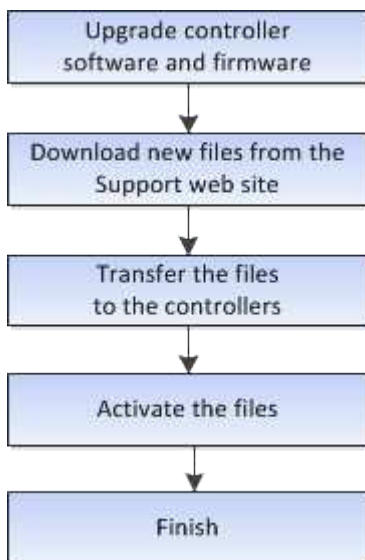 Upgrade controller
software and firmware
Download new files from the
Support web site
Transfer the files
to the controllers
Activate the files
Finish